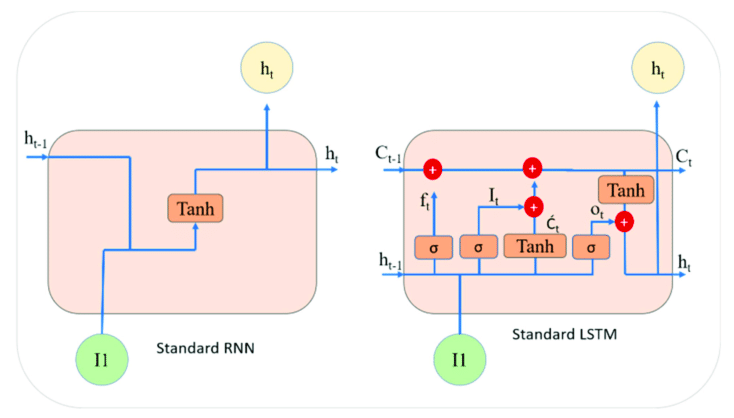 hₜ
hₜ₋₁
hₜ
Tanh
I1
Standard RNN
hₜ
Cₜ₋₁
+
+
Cₜ
fₜ
Iₜ
+
Ćₜ
oₜ
Tanh
+
σ
σ
Tanh
σ
hₜ₋₁
hₜ
I1
Standard LSTM